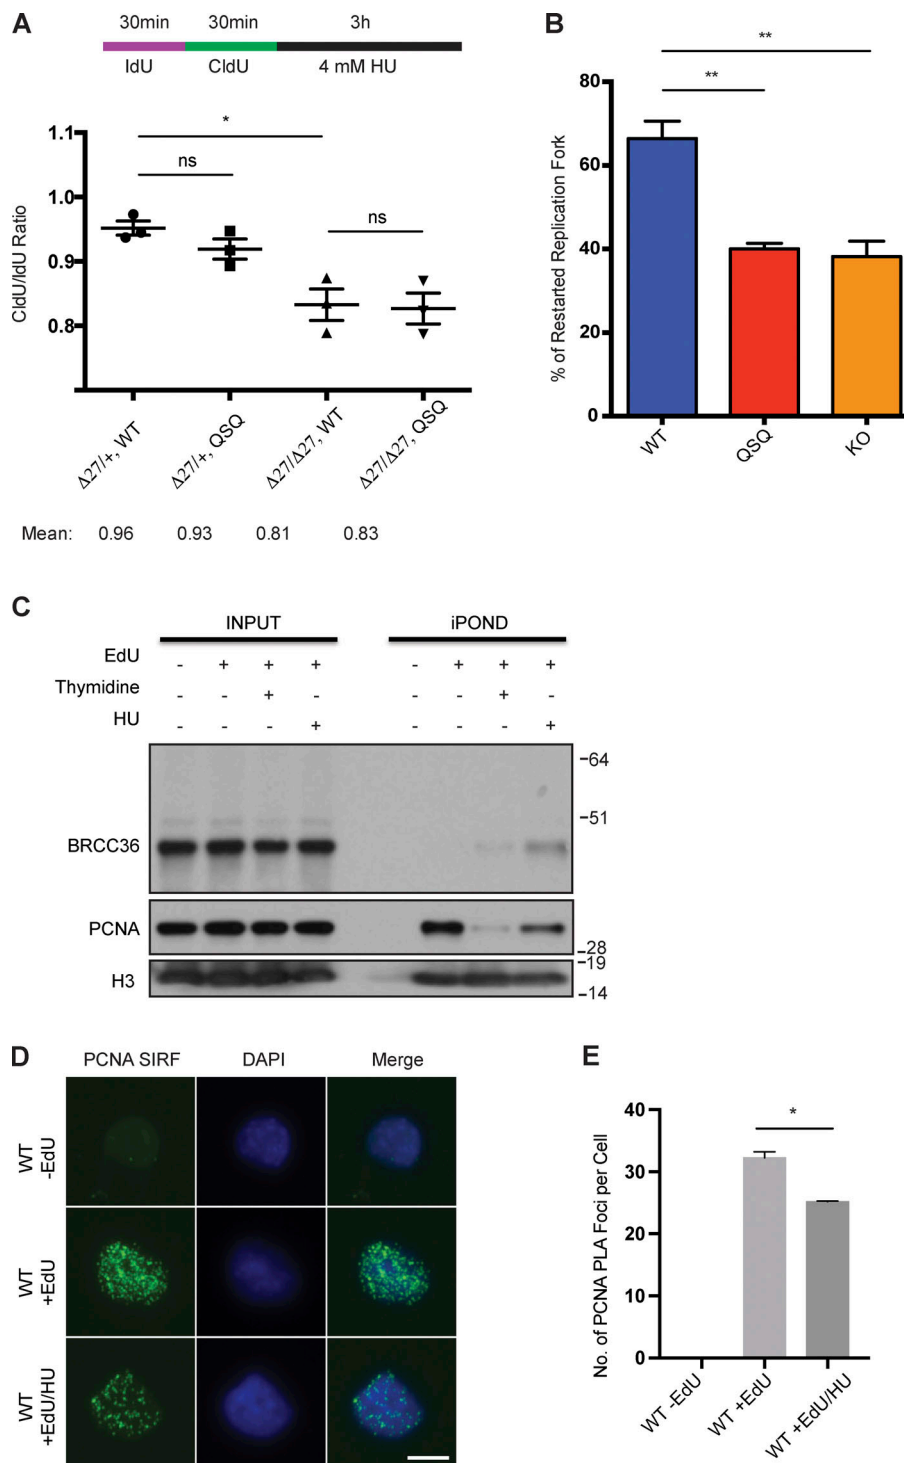 A
30min 30min 3h
IdU CldU 4 mM HU
CldU/IdU Ratio
1.1
1.0
0.9
0.8
*
ns
ns
Δ27/+, WT
Δ27/+, QSQ
Δ27/Δ27, WT
Δ27/Δ27, QSQ
Mean: 0.96 0.93 0.81 0.83
B
% of Restarted Replication Fork
80
60
40
20
0
**
**
WT
QSQ
KO
C
INPUT iPOND
EdU - + + + - + + +
Thymidine - - + - - - + -
HU - - - + - - - +
-64
-51
BRCC36
PCNA
-28
-19
H3
-14
D
PCNA SIRF DAPI Merge
WT
-EdU
WT
+EdU
WT
+EdU/HU
E
No. of PCNA PLA Foci per Cell
40
30
20
10
0
*
WT -EdU
WT +EdU
WT +EdU/HU